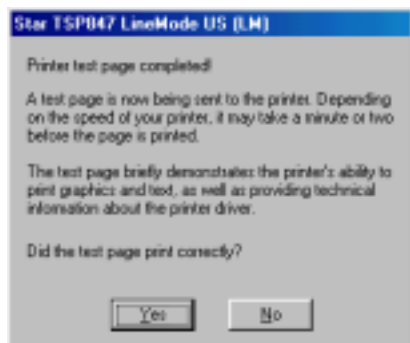 Star TSP847 LineMode US (LM)
Printer test page completed!
A test page is now being sent to the printer. Depending
on the speed of your printer, it may take a minute or two
before the page is printed.
The test page briefly demonstrates the printer's ability to
print graphics and text, as well as providing technical
information about the printer driver.
Did the test page print correctly?
Yes
No